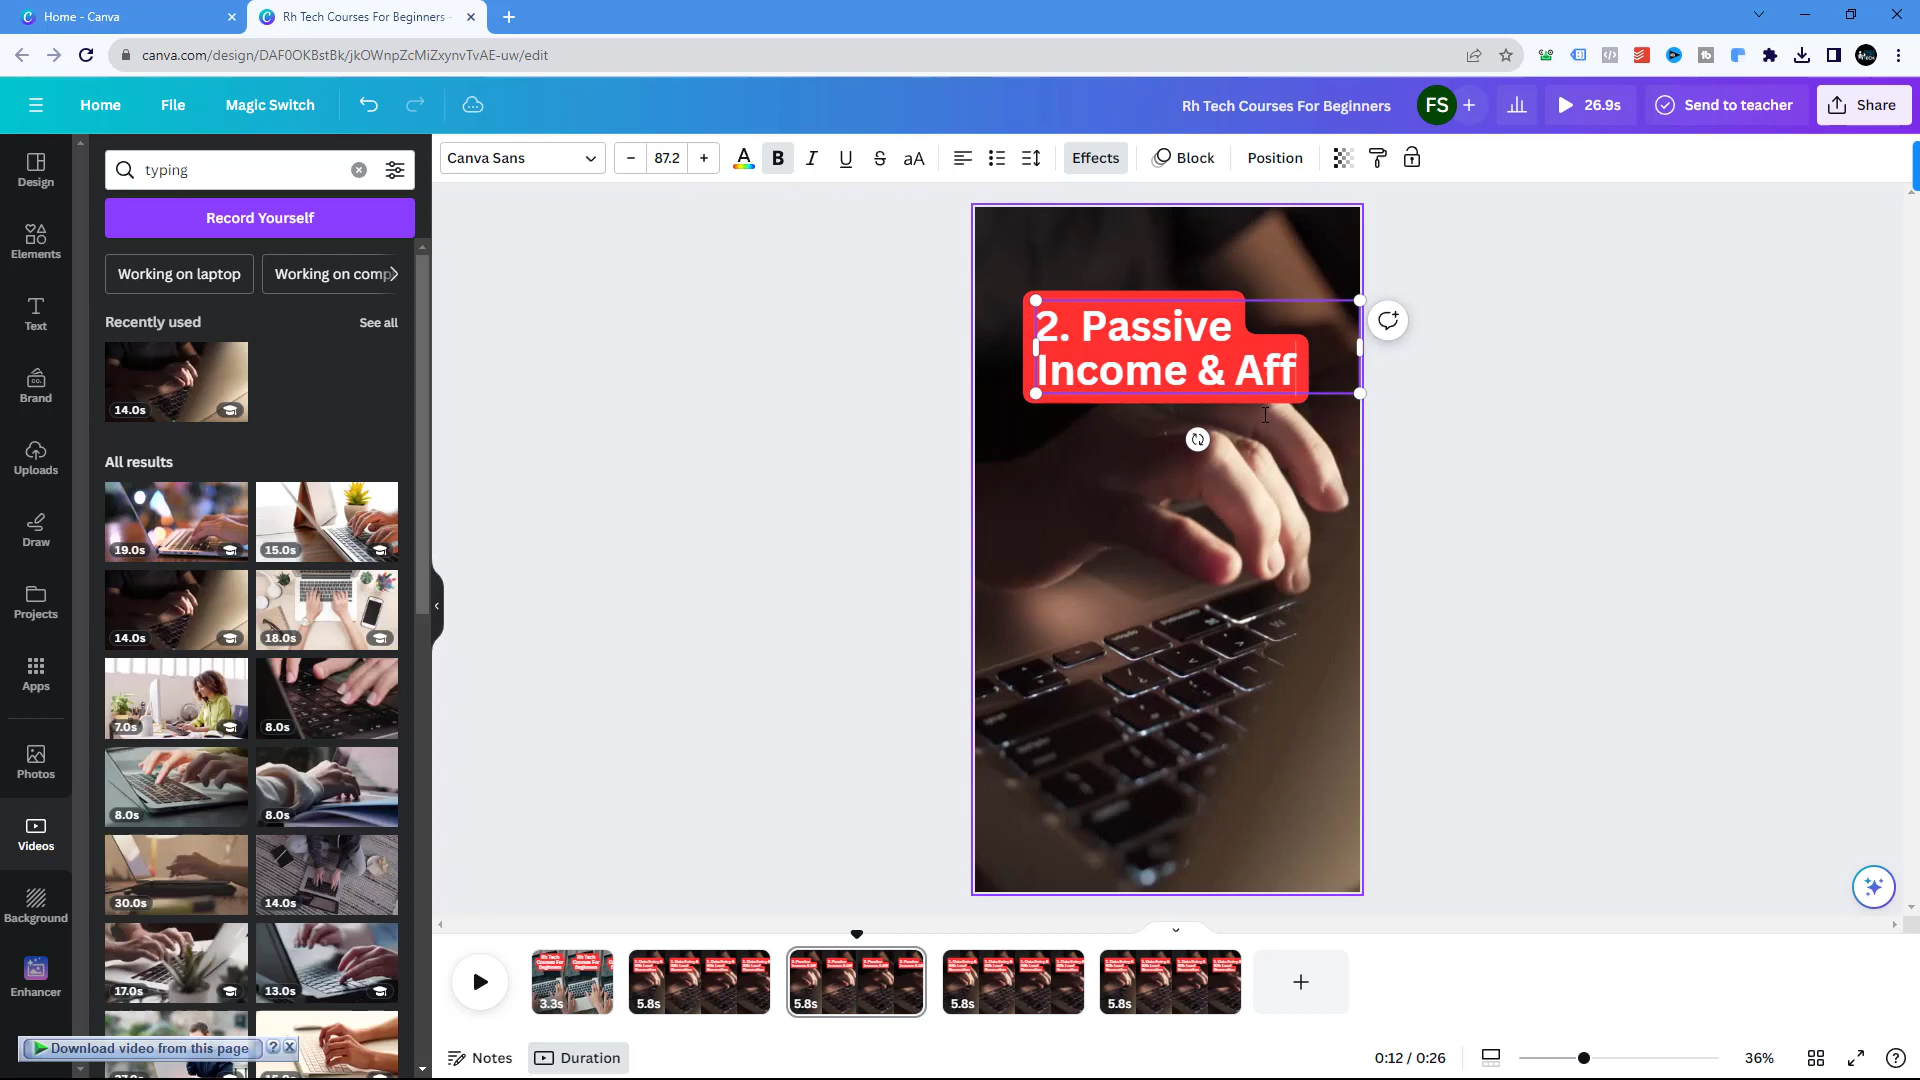 Home - Canva
Rh Tech Courses For Beginners -
canva.com/design/DAF0OKBstBk/jkOWnpZcMiZxynvTvAE-uw/edit
Home
File
Magic Switch
Rh Tech Courses For Beginners
FS
26.9s
Send to teacher
Share
Design
Elements
Text
Brand
Uploads
Draw
Projects
Apps
Photos
Videos
Background
Enhancer
typing
Record Yourself
Working on laptop
Working on comp
Recently used
See all
14.0s
All results
19.0s
15.0s
14.0s
18.0s
7.0s
8.0s
8.0s
8.0s
30.0s
14.0s
17.0s
13.0s
Download video from this page
Canva Sans
87.2
B
I
U
S
aA
Effects
Block
Position
2. Passive
Income & Aff
Rh Tech
Courses For
Beginners
3.3s
5.8s
5.8s
5.8s
5.8s
Notes
Duration
0:12 / 0:26
36%